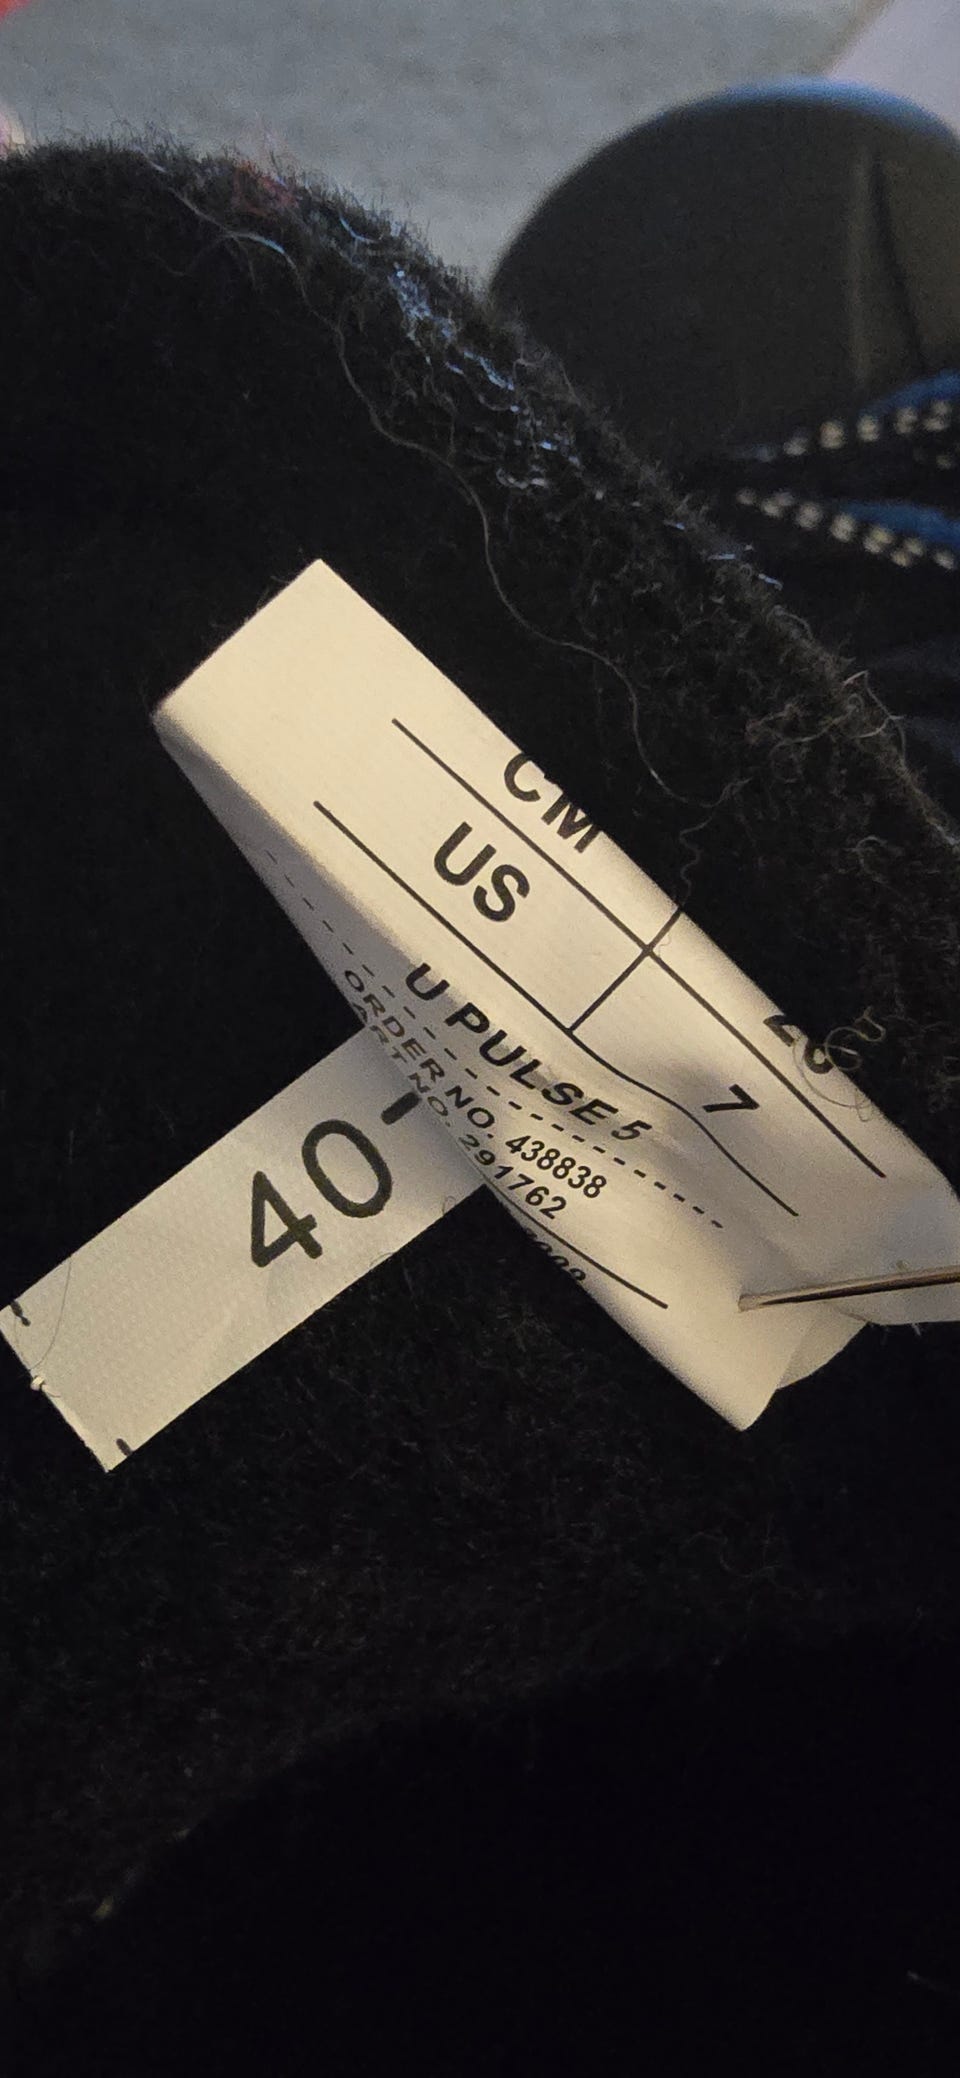 CM
US 7
U PULSE 5
ORDER NO. 438838
ART NO. 291762
40